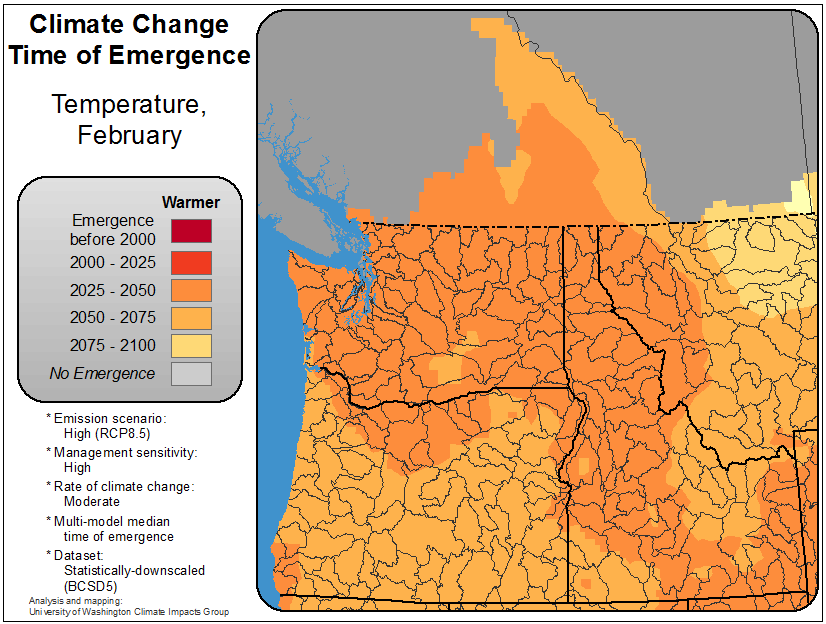 Climate Change
Time of Emergence
Temperature,
February
Warmer
Emergence
before 2000
2000 - 2025
2025 - 2050
2050 - 2075
2075 - 2100
No Emergence
* Emission scenario:
High (RCP8.5)
* Management sensitivity:
High
* Rate of climate change:
Moderate
* Multi-model median
time of emergence
* Dataset:
Statistically-downscaled
(BCSD5)
Analysis and mapping:
University of Washington Climate Impacts Group